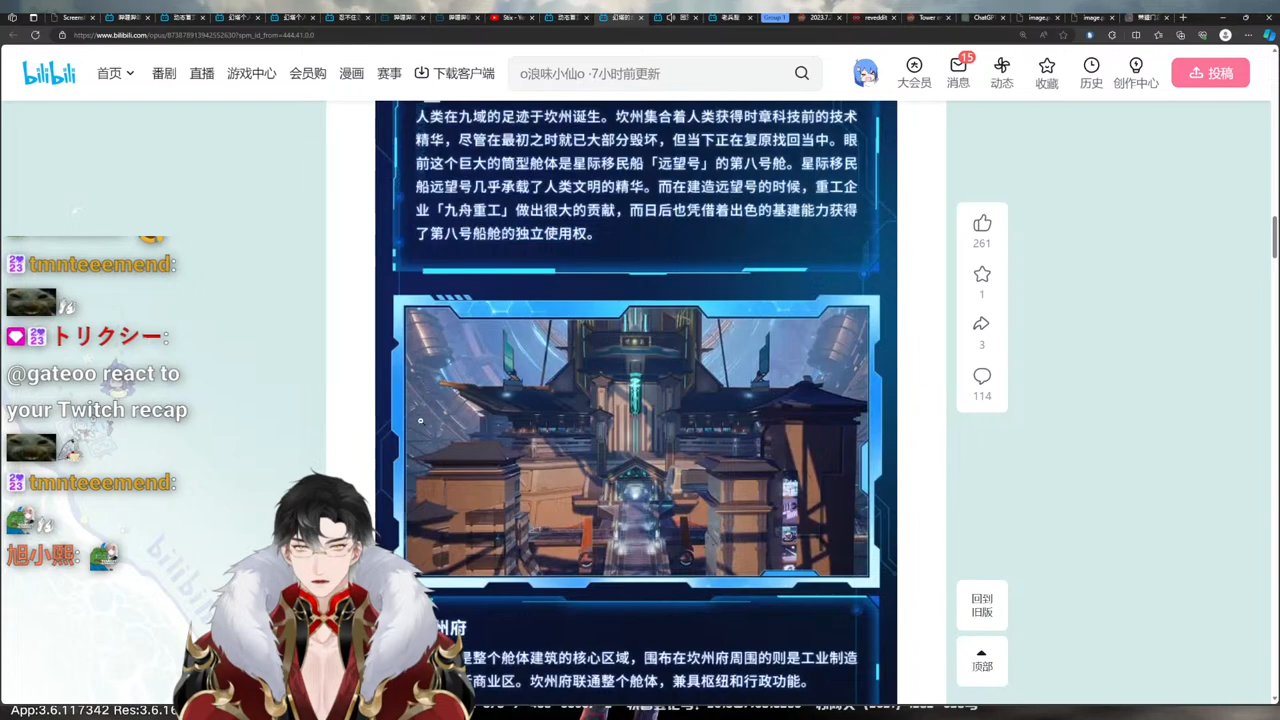 Group 1
2023.7
reveddit
https://www.bilibili.com/opus/873878913942552630?spm_id_from=444.41.0.0
bilibili
首页
番剧
直播
游戏中心
会员购
漫画
赛事
下载客户端
o浪味小仙o ·7小时前更新
大会员
15
消息
动态
收藏
历史
创作中心
投稿
人类在九域的足迹于坎州诞生。坎州集合着人类获得时章科技前的技术
精华，尽管在最初之时就已大部分毁坏，但当下正在复原找回当中。眼
前这个巨大的筒型舱体是星际移民船「远望号」的第八号舱。星际移民
船远望号几乎承载了人类文明的精华。而在建造远望号的时候，重工企
业「九舟重工」做出很大的贡献，而日后也凭借着出色的基建能力获得
了第八号船舱的独立使用权。
261
1
3
114
tmnteeemend:
トリクシー:
@gateoo react to
your Twitch recap
tmnteeemend:
旭小熙:
州府
是整个舱体建筑的核心区域，围布在坎州府周围的则是工业制造
商业区。坎州府联通整个舱体，兼具枢纽和行政功能。
回到
旧版
顶部
App:3.6.117342 Res:3.6.16